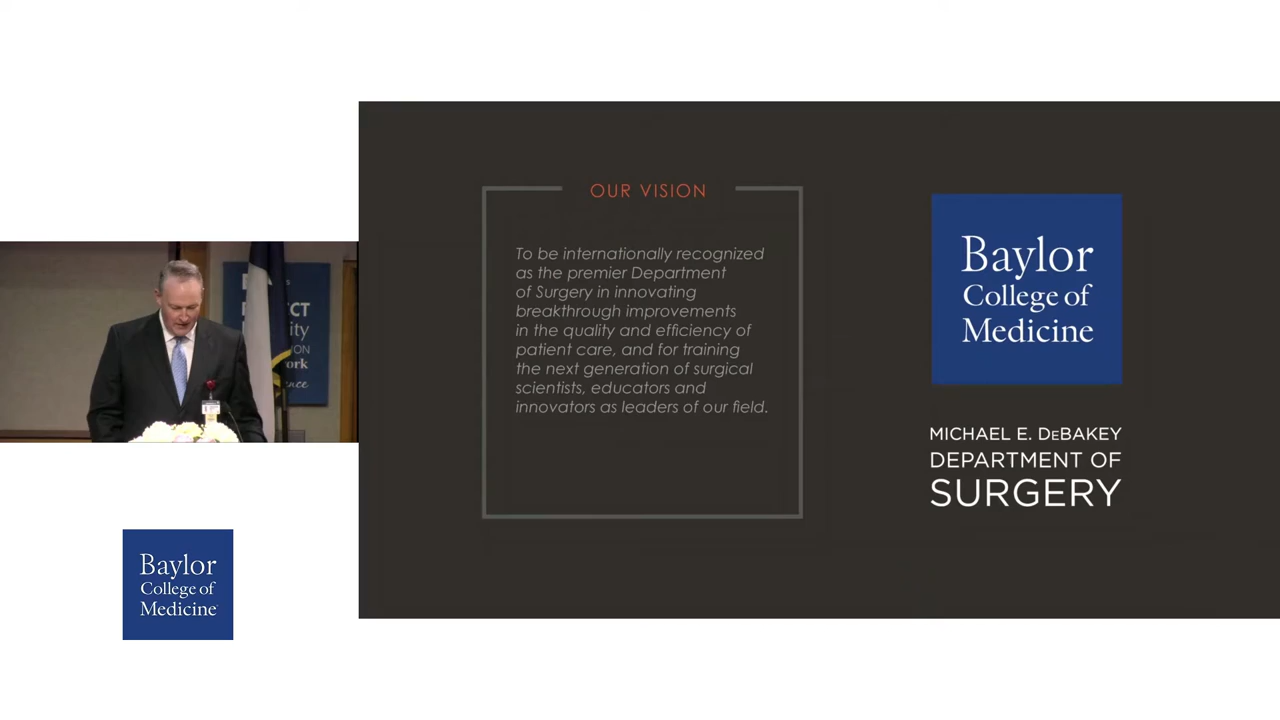 OUR VISION
To be internationally recognized
as the premier Department
of Surgery in innovating
breakthrough improvements
in the quality and efficiency of
patient care, and for training
the next generation of surgical
scientists, educators and
innovators as leaders of our field.
Baylor
College of
Medicine
MICHAEL E. DEBAKEY
DEPARTMENT OF
SURGERY
Baylor
College of
Medicine